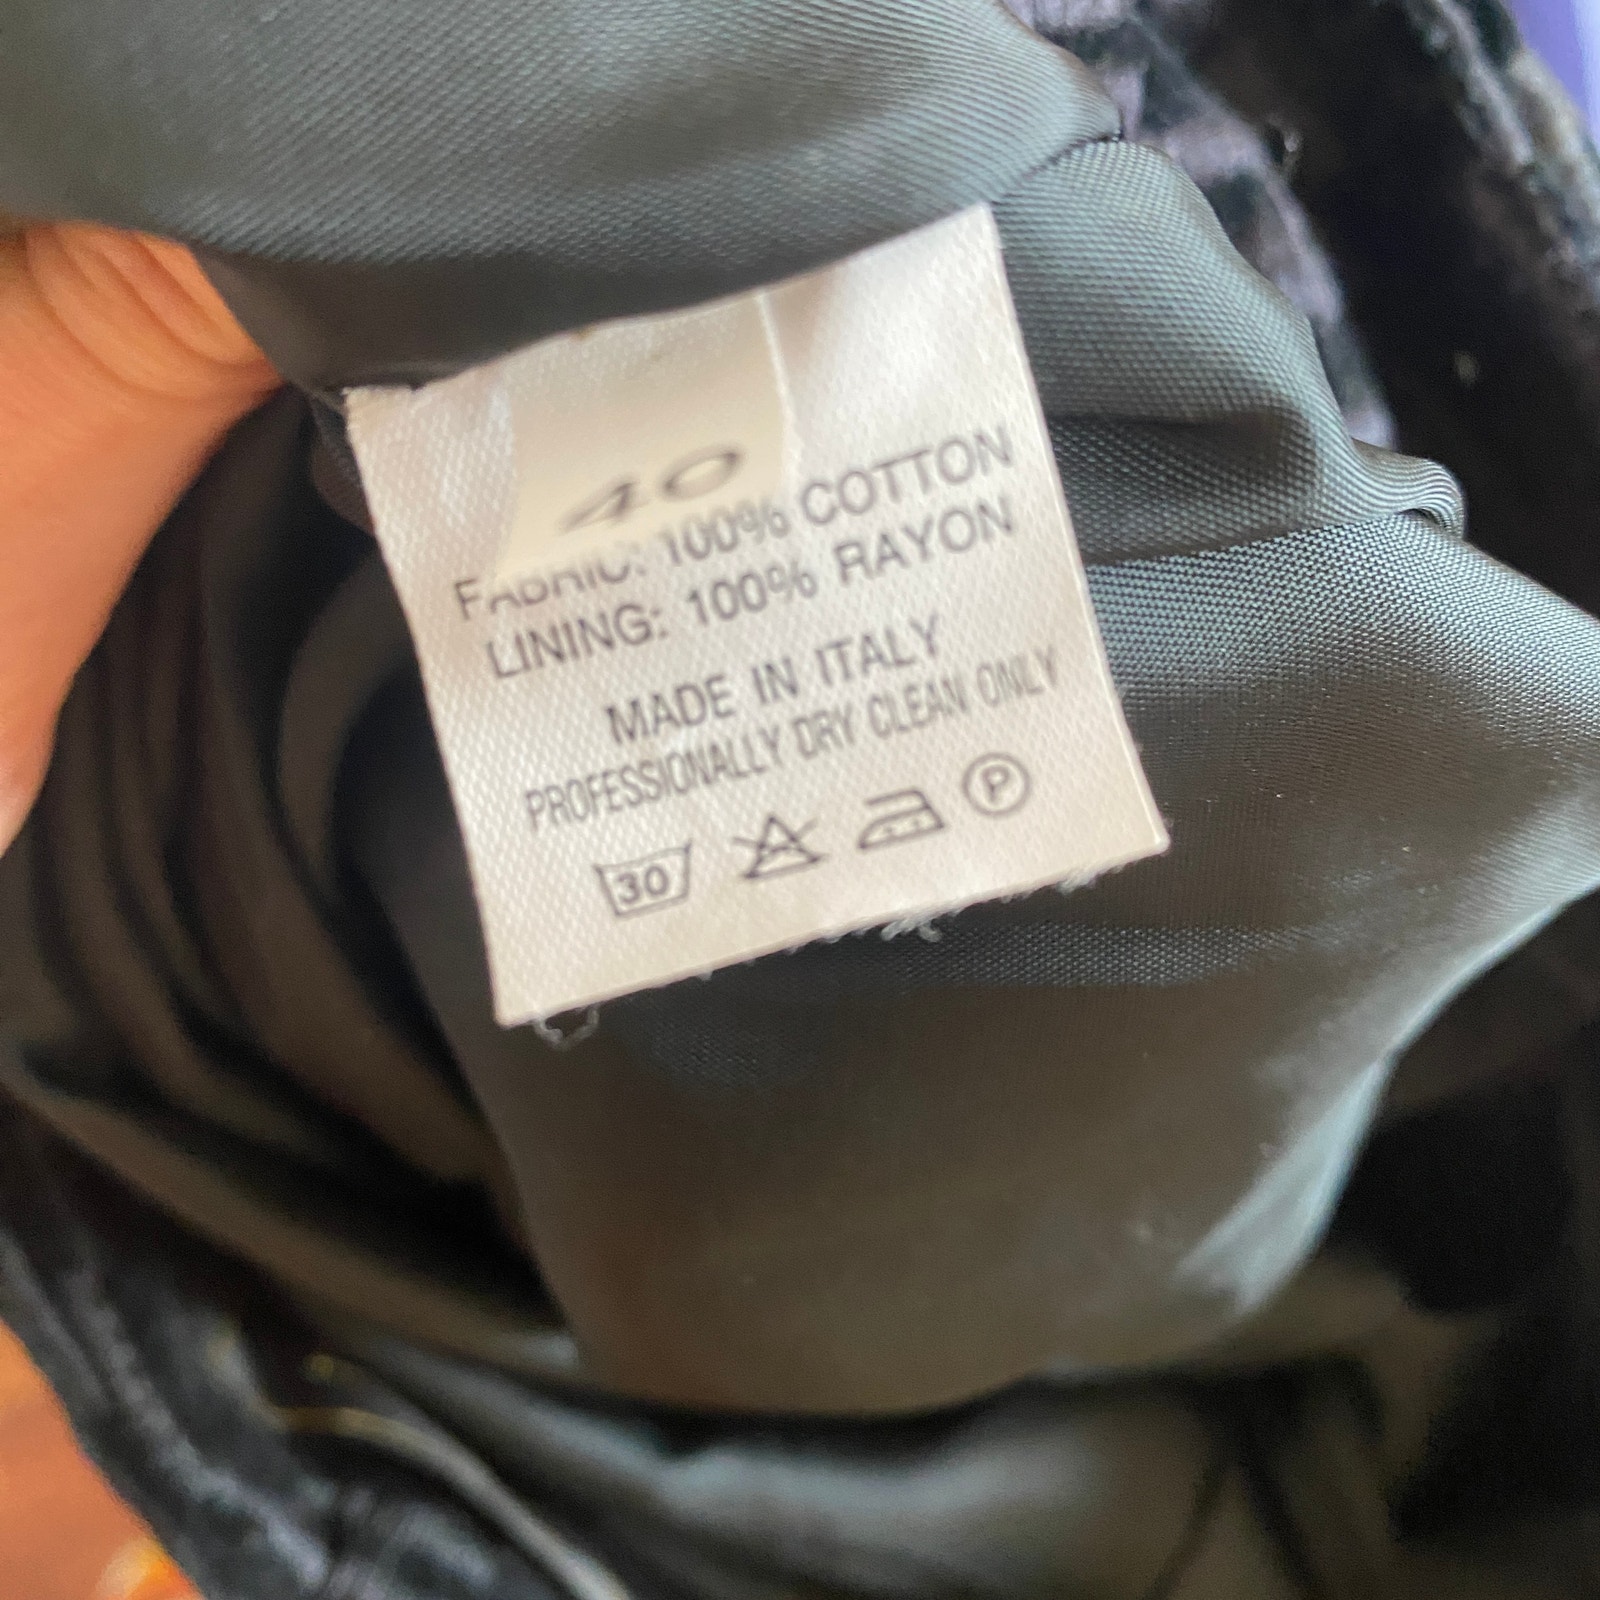 40
FABRIC: 100% COTTON
LINING: 100% RAYON
MADE IN ITALY
PROFESSIONALLY DRY CLEAN ONLY
30 A P